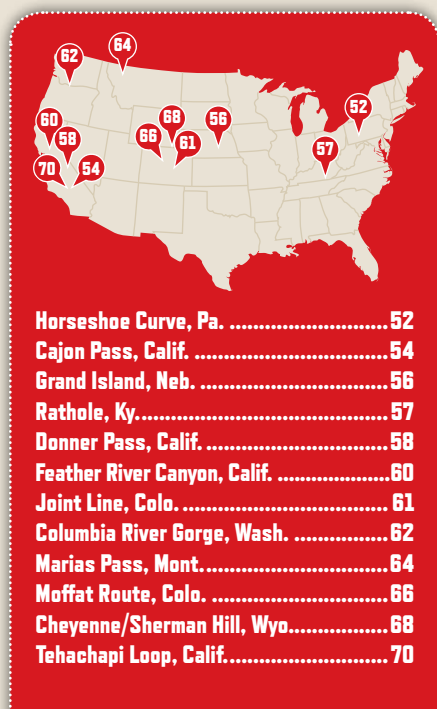 64
62
52
60
68
56
58
66
61
57
70
54
Horseshoe Curve, Pa. ............................ 52
Cajon Pass, Calif. .................................. 54
Grand Island, Neb. ................................. 56
Rathole, Ky............................................ 57
Donner Pass, Calif. ................................ 58
Feather River Canyon, Calif. .................... 60
Joint Line, Colo. .................................... 61
Columbia River Gorge, Wash. .................. 62
Marias Pass, Mont................................. 64
Moffat Route, Colo. ............................... 66
Cheyenne/Sherman Hill, Wyo.................. 68
Tehachapi Loop, Calif............................. 70